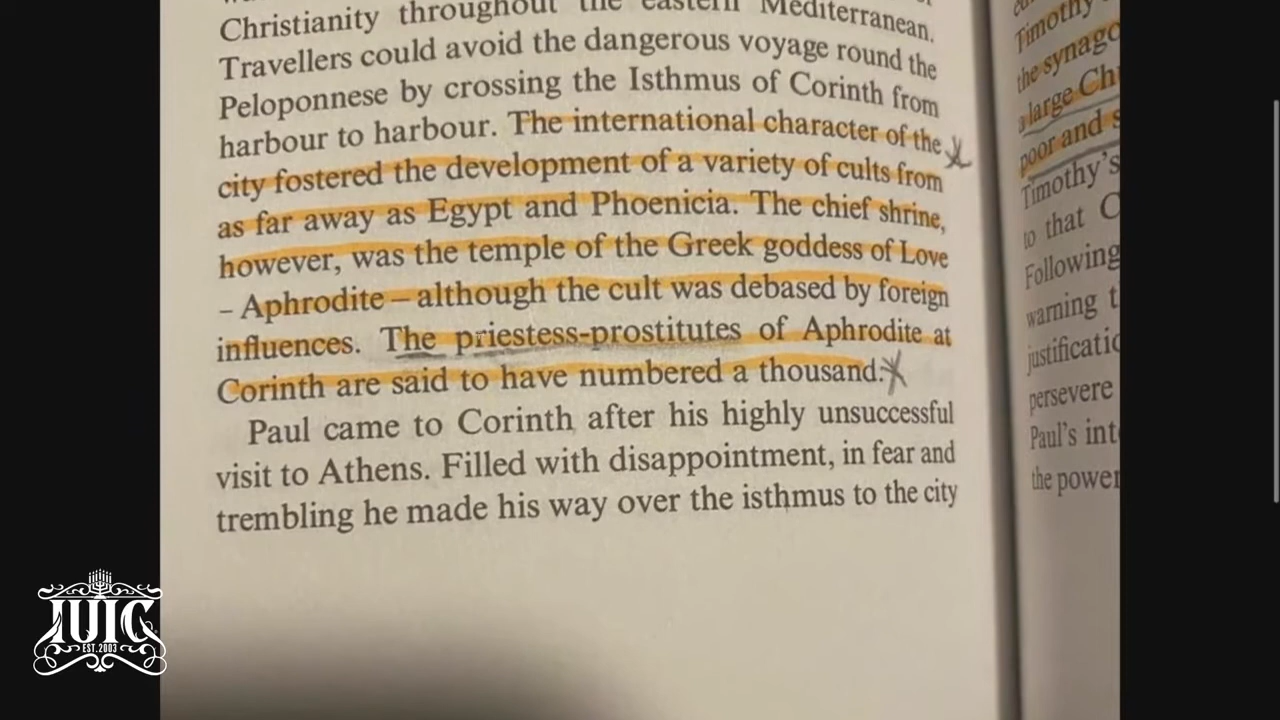 Christianity throughout the eastern Mediterranean.
Travellers could avoid the dangerous voyage round the
Peloponnese by crossing the Isthmus of Corinth from
harbour to harbour. The international character of the
city fostered the development of a variety of cults from
as far away as Egypt and Phoenicia. The chief shrine,
however, was the temple of the Greek goddess of Love
– Aphrodite – although the cult was debased by foreign
influences. The priestess-prostitutes of Aphrodite at
Corinth are said to have numbered a thousand.
Paul came to Corinth after his highly unsuccessful
visit to Athens. Filled with disappointment, in fear and
trembling he made his way over the isthmus to the city
Timothy
the synago
a large Ch
poor and s
Timothy's
to that C
Following
warning t
justificatio
persevere
Paul's int
the power
IUIC
EST. 2003